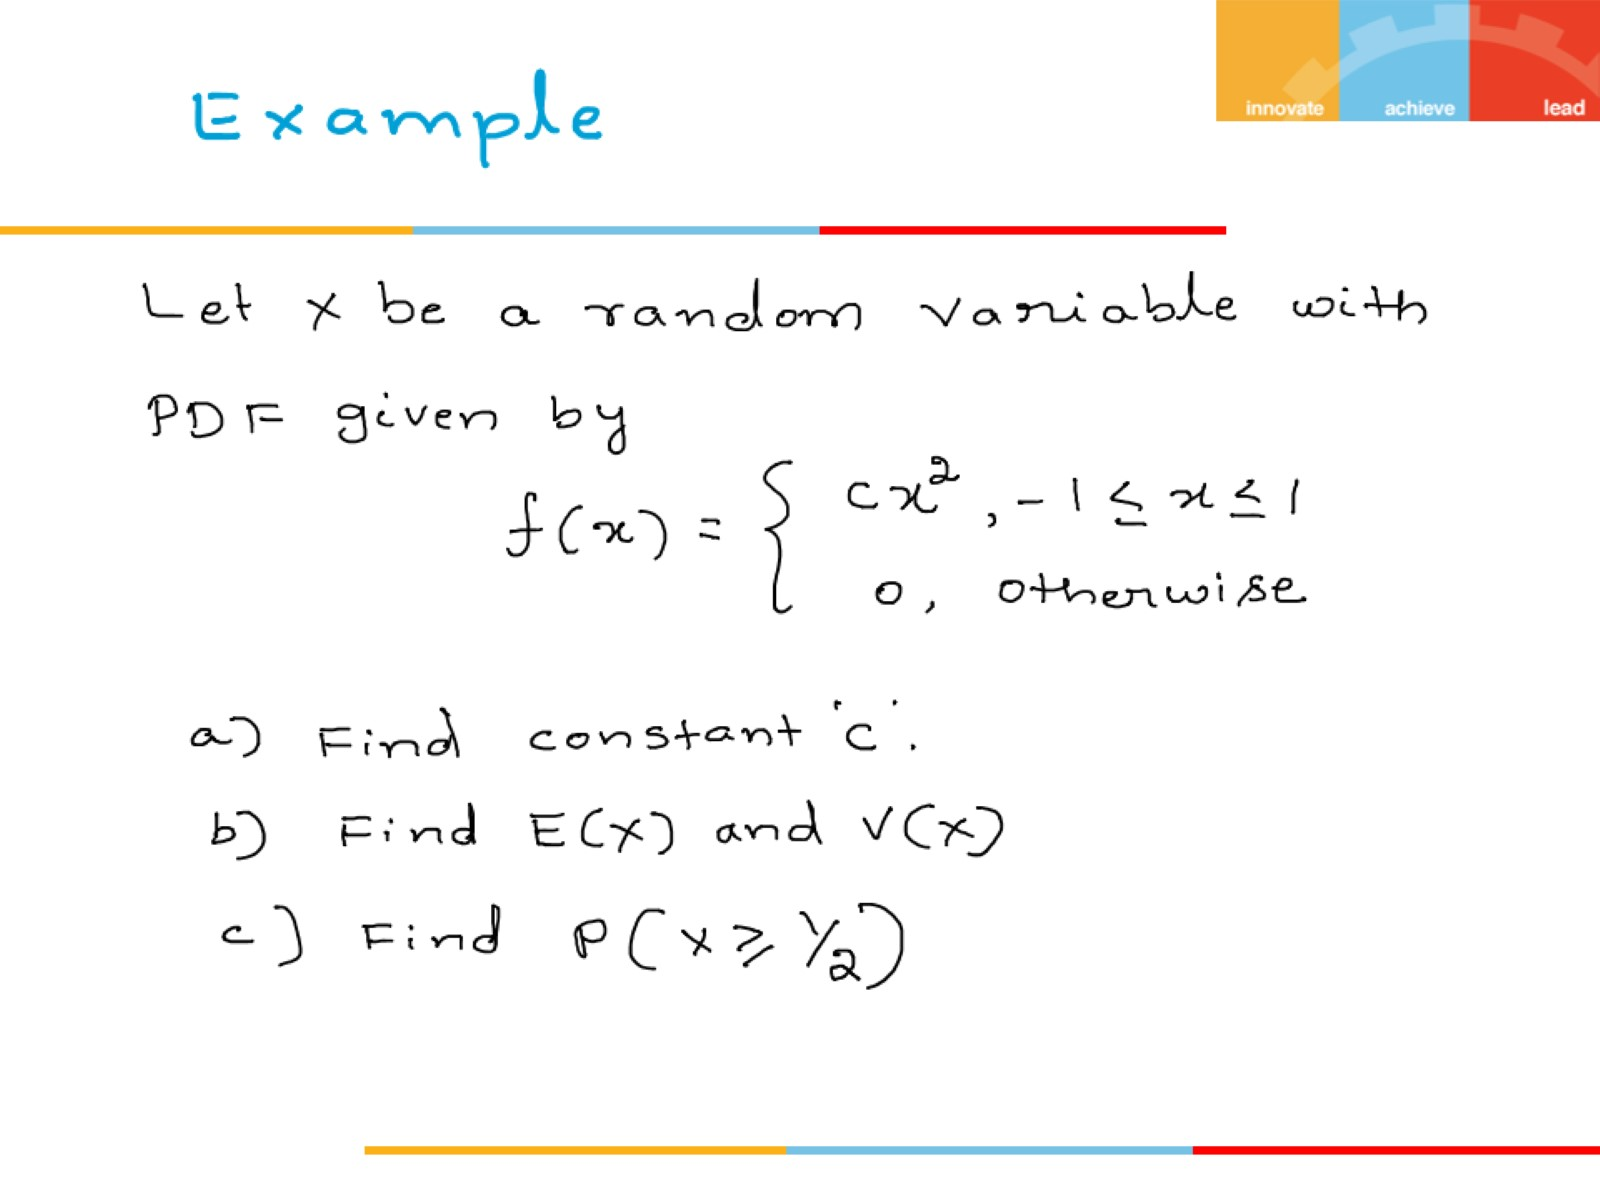 innovate achieve lead
Example
Let X be a random variable with
PDF given by
f(x) = { cx², -1 ≤ x ≤ 1
0, otherwise
a) Find constant 'c'.
b) Find E(X) and V(X)
c) Find P(X ≥ 1/2)